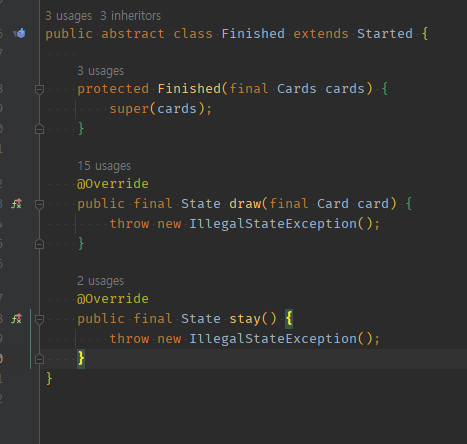 3 usages 3 inheritors
public abstract class Finished extends Started {
3 usages
protected Finished(final Cards cards) {
super(cards);
}
15 usages
@Override
public final State draw(final Card card) {
throw new IllegalStateException();
}
2 usages
@Override
public final State stay() {
throw new IllegalStateException();
}
}